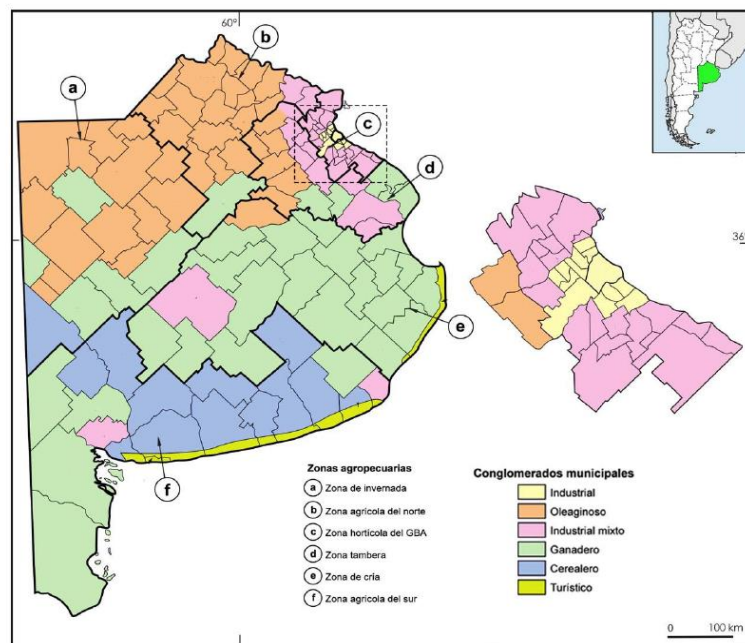 60°
b
a
c
d
36°
e
f
Zonas agropecuarias
a Zona de invernada
b Zona agrícola del norte
c Zona hortícola del GBA
d Zona tambera
e Zona de cría
f Zona agrícola del sur
Conglomerados municipales
Industrial
Oleaginoso
Industrial mixto
Ganadero
Cerealero
Turístico
0 100 km